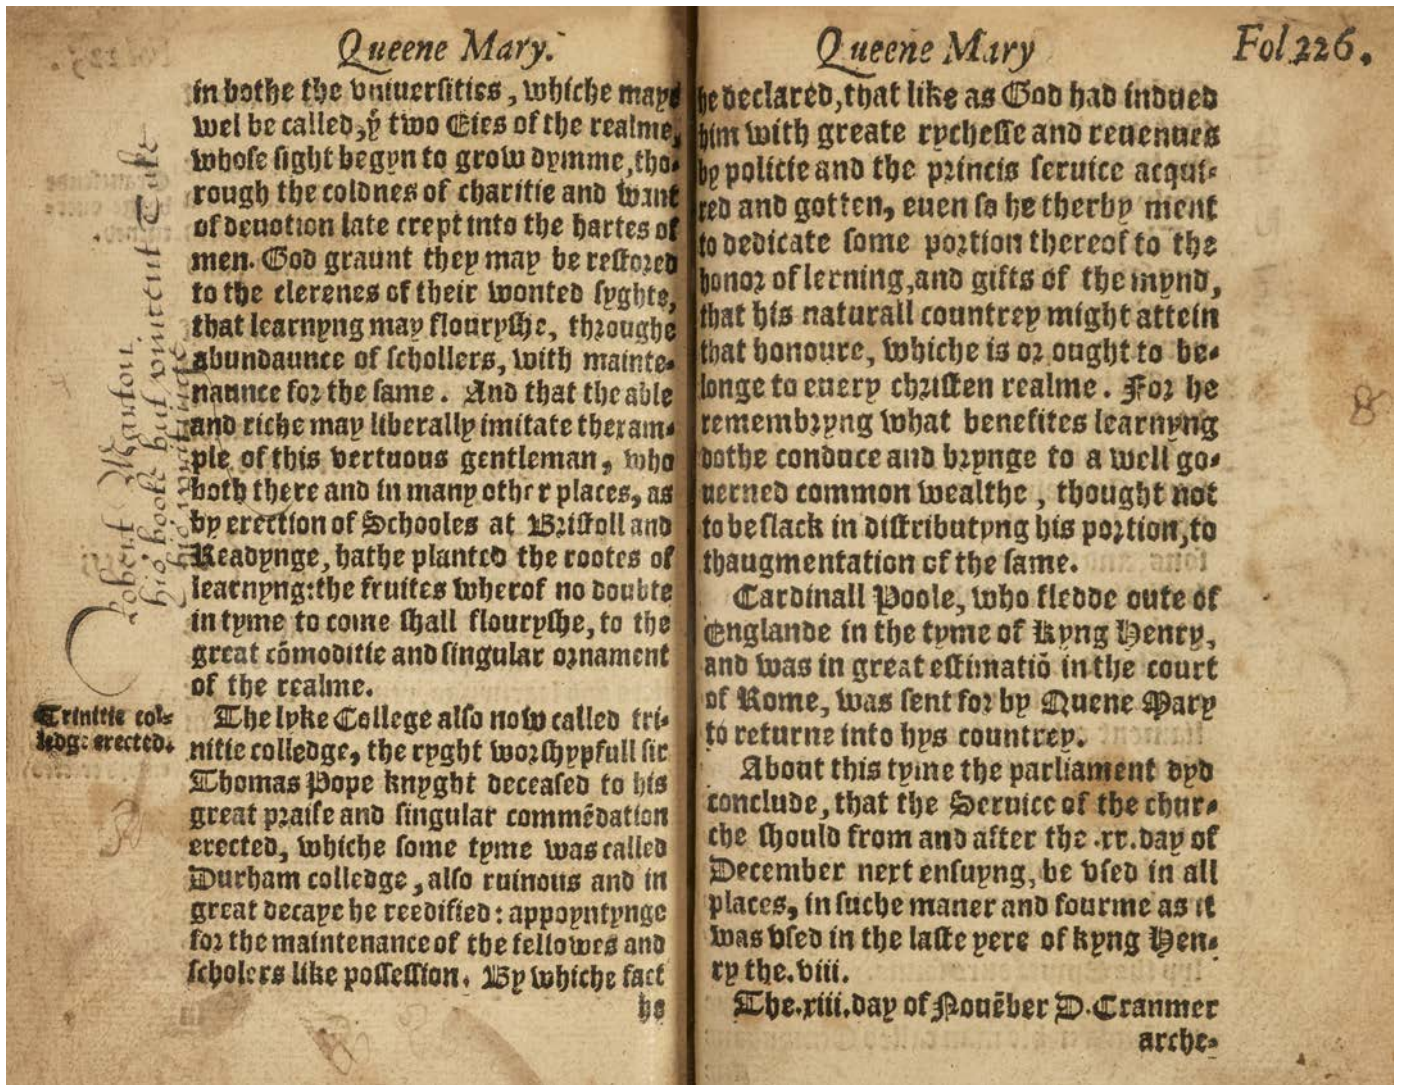 Queene Mary.
in bothe the vniuersities, whiche maye
wel be called, yͤ two Eies of the realme,
whose sight begyn to grow dymme, tho-
rough the coldnes of charitie and want
of deuotion late crept into the hartes of
men. God graunt they may be restored
to the clerenes of their wonted syghte,
that learnyng may flouryshe, throughe
abundaunce of schollers, with mainte-
naunce for the same. And that the able
and riche may liberally imitate thexam-
ple of this vertuous gentleman, who
both there and in many other places, as
by erection of Schooles at Bristoll and
Readynge, hathe planted the rootes of
learnyng: the fruites wherof no doubte
in tyme to come shall flouryshe, to the
great cōmoditie and singular ornament
of the realme.
The lyke College also now called tri-
nitie colledge, the ryght worshyppfull sir
Thomas Pope knyght deceased to his
great praise and singular commēdation
erected, whiche some tyme was called
Durham colledge, also ruinous and in
great decaye he reedified: appoyntynge
for the maintenance of the fellowes and
scholers like possession. By whiche fact
he
Trinitie col-
ledg: erected.
Robert Marfou.
his booke but vincent Tuke
Queene Mary
Fol. 226.
he declared, that like as God had indued
him with greate rychesse and reuenues
by policie and the princis seruice acqui-
red and gotten, euen so he therby ment
to dedicate some portion thereof to the
honor of lerning, and gifts of the mynd,
that his naturall countrey might attein
that honoure, whiche is or ought to be-
longe to euery christen realme. For he
remembryng what benefites learnyng
dothe conduce and brynge to a well go-
uerned common wealthe, thought not
to be slack in distributyng his portion, to
thaugmentation of the same.
Cardinall Poole, who fledde oute of
Englande in the tyme of Kyng Henry,
and was in great estimatiō in the court
of Rome, was sent for by Quene Mary
to returne into hys countrey.
About this tyme the parliament dyd
conclude, that the Seruice of the chur-
che should from and after the .xx. day of
December next ensuyng, be vsed in all
places, in suche maner and fourme as it
was vsed in the laste yere of kyng Hen-
ry the .viii.
The .xiii. day of Nouēber D. Cranmer
arche-